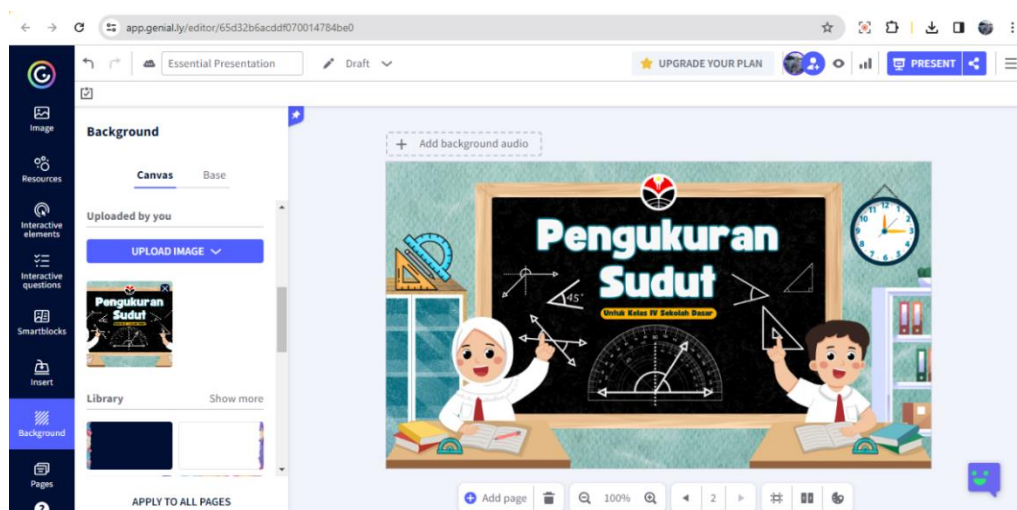 app.genial.ly/editor/65d32b6acddf070014784be0
Essential Presentation
Draft
UPGRADE YOUR PLAN
PRESENT
Image
Resources
Interactive
elements
Interactive
questions
Smartblocks
Insert
Background
Pages
Background
Canvas Base
Uploaded by you
UPLOAD IMAGE
Pengukuran
Sudut
Library Show more
APPLY TO ALL PAGES
+ Add background audio
Pengukuran
Sudut
45°
Untuk Kelas IV Sekolah Dasar
Add page 100% 2